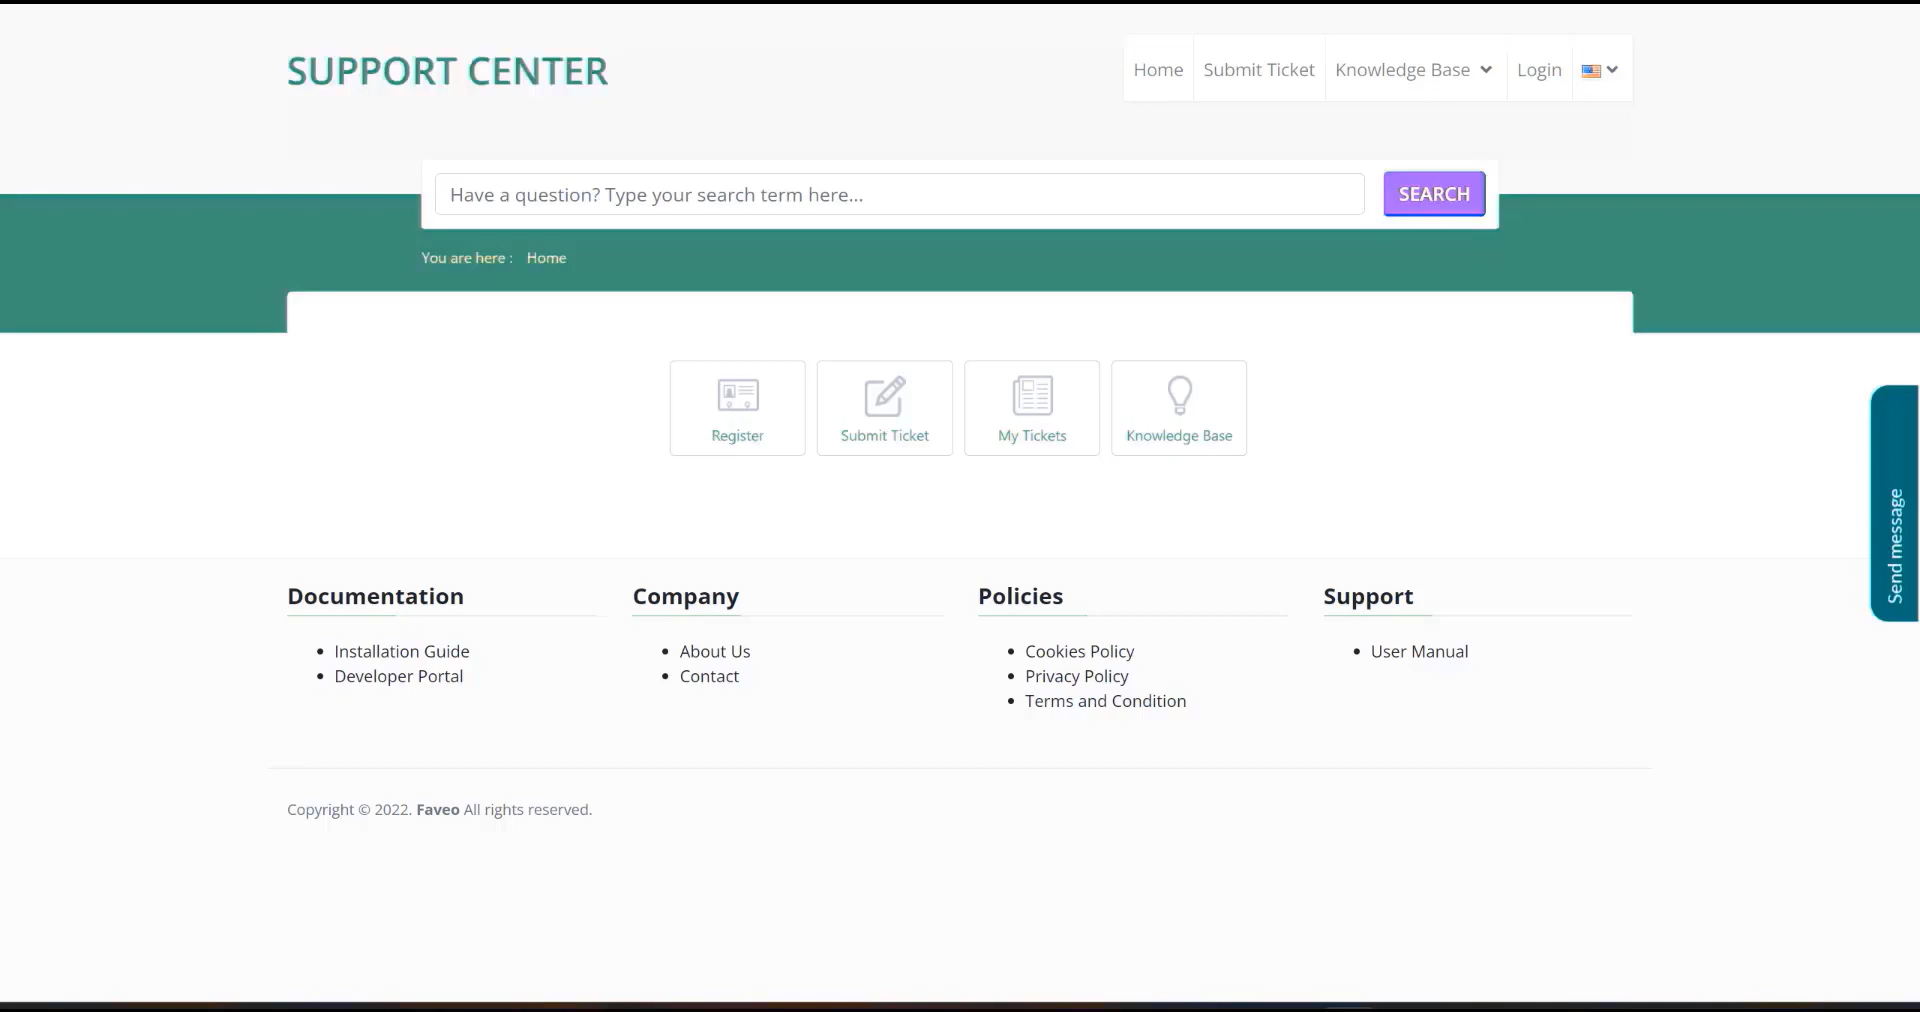 SUPPORT CENTER
Home Submit Ticket Knowledge Base Login
Have a question? Type your search term here...
SEARCH
You are here : Home
Register
Submit Ticket
My Tickets
Knowledge Base
Send message
Documentation
Installation Guide
Developer Portal
Company
About Us
Contact
Policies
Cookies Policy
Privacy Policy
Terms and Condition
Support
User Manual
Copyright © 2022. Faveo All rights reserved.